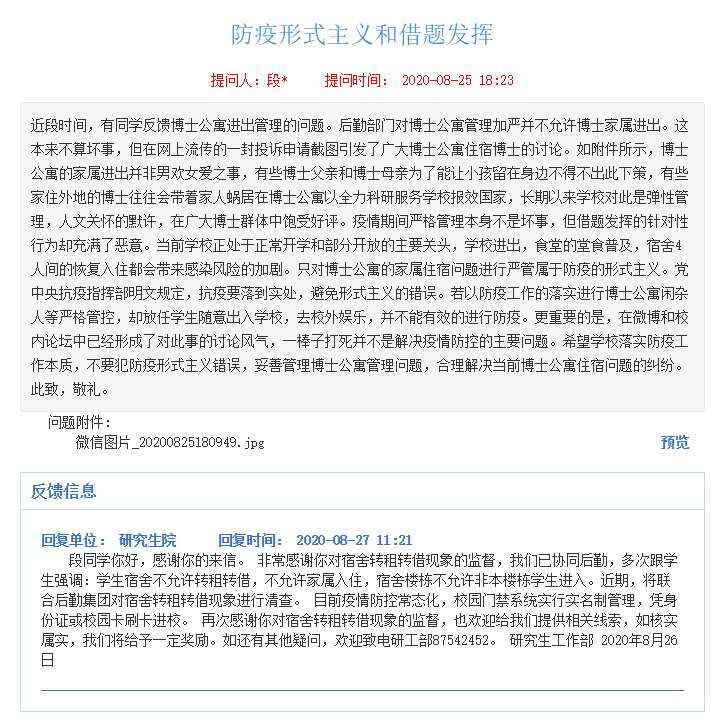 防疫形式主义和借题发挥
提问人：段* 提问时间： 2020-08-25 18:23
近段时间，有同学反馈博士公寓进出管理的问题。后勤部门对博士公寓管理加严并不允许博士家属进出。这
本来不算坏事，但在网上流传的一封投诉申请截图引发了广大博士公寓住宿博士的讨论。如附件所示，博士
公寓的家属进出并非男欢女爱之事，有些博士父亲和博士母亲为了能让小孩留在身边不得不出此下策，有些
家住外地的博士往往会带着家人蜗居在博士公寓以全力科研服务学校报效国家，长期以来学校对此是弹性管
理，人文关怀的默许，在广大博士群体中饱受好评。疫情期间严格管理本身不是坏事，但借题发挥的针对性
行为却充满了恶意。当前学校正处于正常开学和部分开放的主要关头，学校进出，食堂的堂食普及，宿舍4
人间的恢复入住都会带来感染风险的加剧。只对博士公寓的家属住宿问题进行严管属于防疫的形式主义。党
中央抗疫指挥部明文规定，抗疫要落到实处，避免形式主义的错误。若以防疫工作的落实进行博士公寓闲杂
人等严格管控，却放任学生随意出入学校，去校外娱乐，并不能有效的进行防疫。更重要的是，在微博和校
内论坛中已经形成了对此事的讨论风气，一棒子打死并不是解决疫情防控的主要问题。希望学校落实防疫工
作本质，不要犯防疫形式主义错误，妥善管理博士公寓管理问题，合理解决当前博士公寓住宿问题的纠纷。
此致，敬礼。
问题附件：
微信图片_20200825180949.jpg 预览
反馈信息
回复单位： 研究生院 回复时间： 2020-08-27 11:21
段同学你好，感谢你的来信。 非常感谢你对宿舍转租转借现象的监督，我们已协同后勤，多次跟学
生强调：学生宿舍不允许转租转借，不允许家属入住，宿舍楼栋不允许非本楼栋学生进入。近期，将联
合后勤集团对宿舍转租转借现象进行清查。 目前疫情防控常态化，校园门禁系统实行实名制管理，凭身
份证或校园卡刷卡进校。 再次感谢你对宿舍转租转借现象的监督，也欢迎给我们提供相关线索，如核实
属实，我们将给予一定奖励。如还有其他疑问，欢迎致电研工部87542452。 研究生工作部 2020年8月26
日